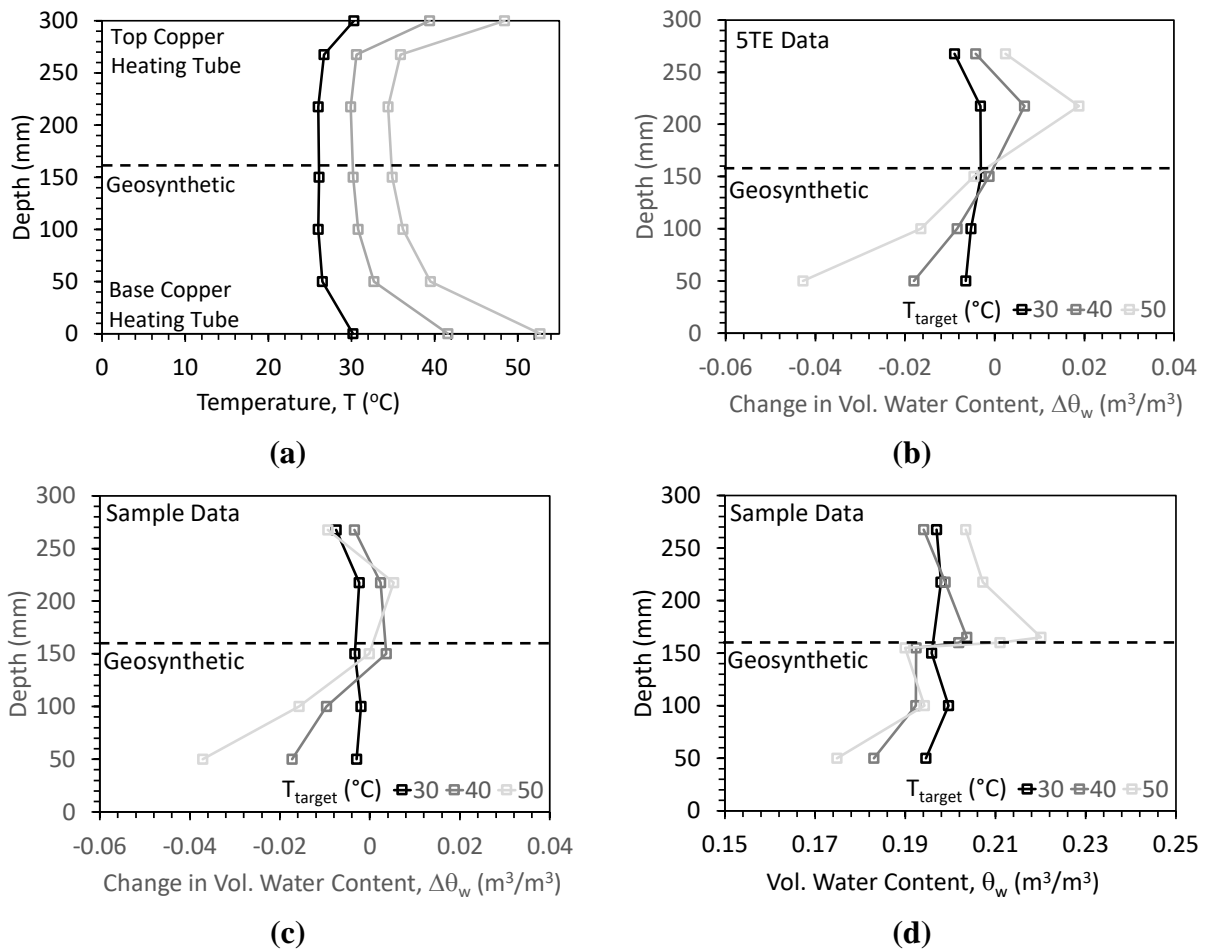 (a)
300
250
200
150
100
50
0
Depth (mm)
Top Copper
Heating Tube
Geosynthetic
Base Copper
Heating Tube
0 10 20 30 40 50
Temperature, T (°C)
(b)
300
250
200
150
100
50
0
Depth (mm)
5TE Data
Geosynthetic
T_target (°C) 30 40 50
-0.06 -0.04 -0.02 0 0.02 0.04
Change in Vol. Water Content, Δθ_w (m³/m³)
(c)
300
250
200
150
100
50
0
Depth (mm)
Sample Data
Geosynthetic
T_target (°C) 30 40 50
-0.06 -0.04 -0.02 0 0.02 0.04
Change in Vol. Water Content, Δθ_w (m³/m³)
(d)
300
250
200
150
100
50
0
Depth (mm)
Sample Data
Geosynthetic
T_target (°C) 30 40 50
0.15 0.17 0.19 0.21 0.23 0.25
Vol. Water Content, θ_w (m³/m³)